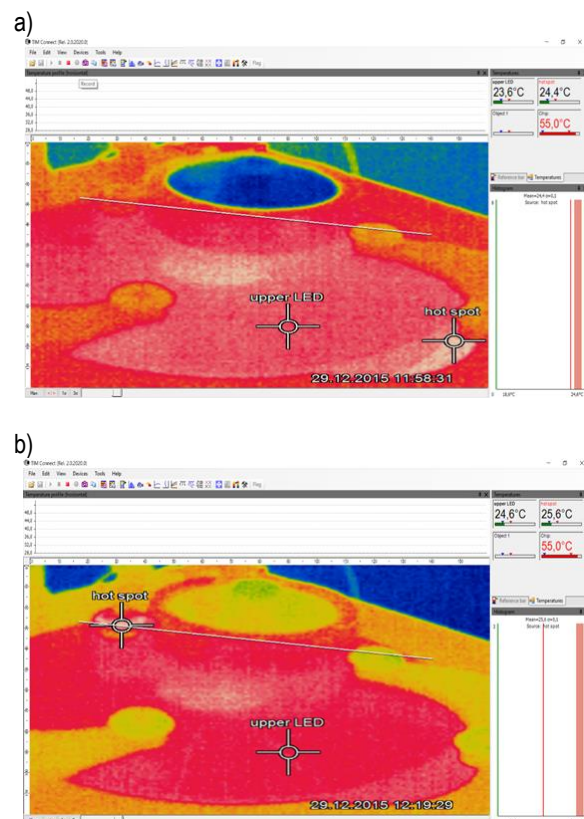 a)
TIM Connect (Rel. 2.0.2020.0)
File Edit View Devices Tools Help
Flag
Temperature profile (horizontal)
Record
Temperatures
upper LED
hot spot
23,6°C
24,4°C
Object 1
Chip
55,0°C
Reference bar
Temperatures
Histogram
Source: hot spot
upper LED
hot spot
29.12.2015 11:58:31
b)
TIM Connect (Rel. 2.0.2020.0)
File Edit View Devices Tools Help
Flag
Temperature profile (horizontal)
Temperatures
upper LED
hot spot
24,6°C
25,6°C
Object 1
Chip
55,0°C
Reference bar
Temperatures
Histogram
Source: hot spot
hot spot
upper LED
29.12.2015 12:19:29